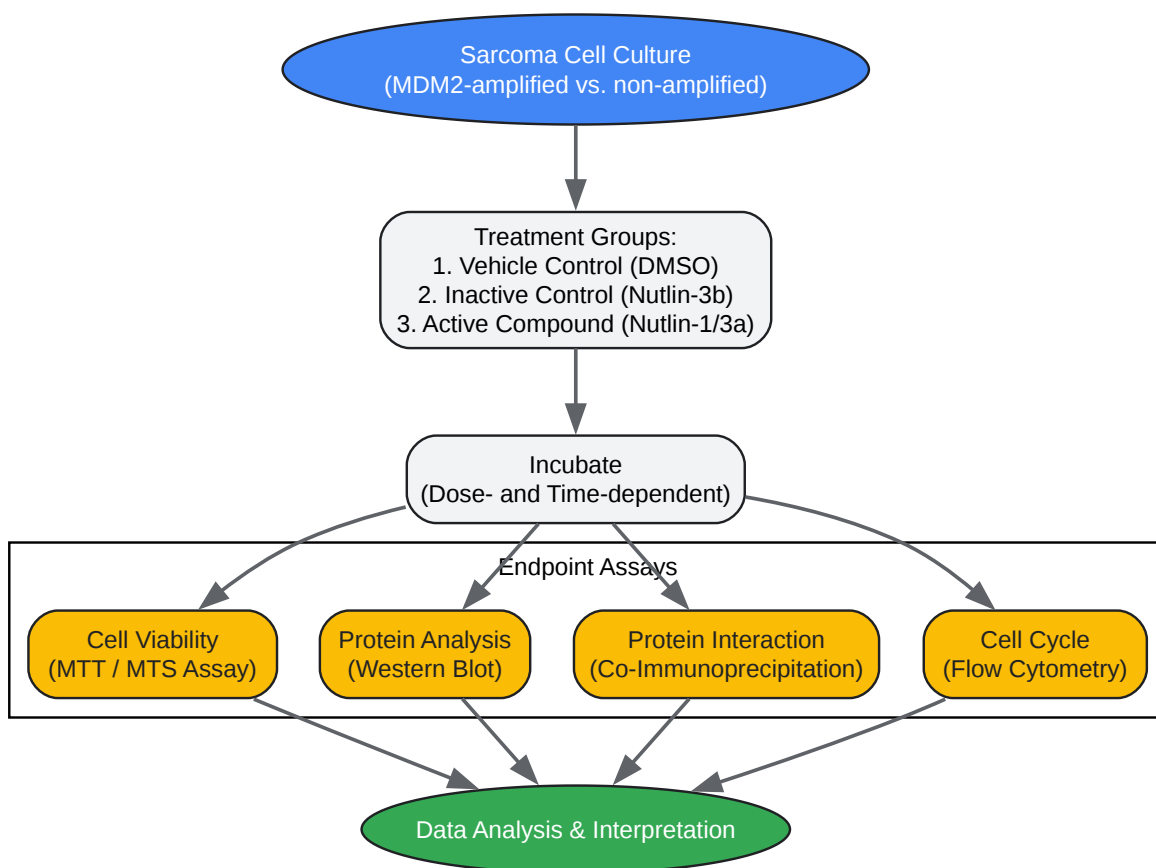 Sarcoma Cell Culture
(MDM2-amplified vs. non-amplified)
Treatment Groups:
1. Vehicle Control (DMSO)
2. Inactive Control (Nutlin-3b)
3. Active Compound (Nutlin-1/3a)
Incubate
(Dose- and Time-dependent)
Endpoint Assays
Cell Viability
(MTT / MTS Assay)
Protein Analysis
(Western Blot)
Protein Interaction
(Co-Immunoprecipitation)
Cell Cycle
(Flow Cytometry)
Data Analysis & Interpretation